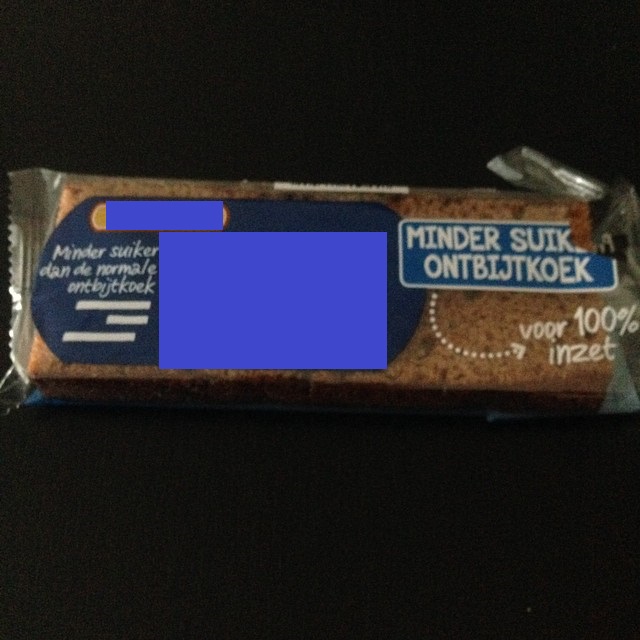 Minder suiker
dan de normale
ontbijtkoek
MINDER SUIK
ONTBIJTKOEK
voor 100%
inzet